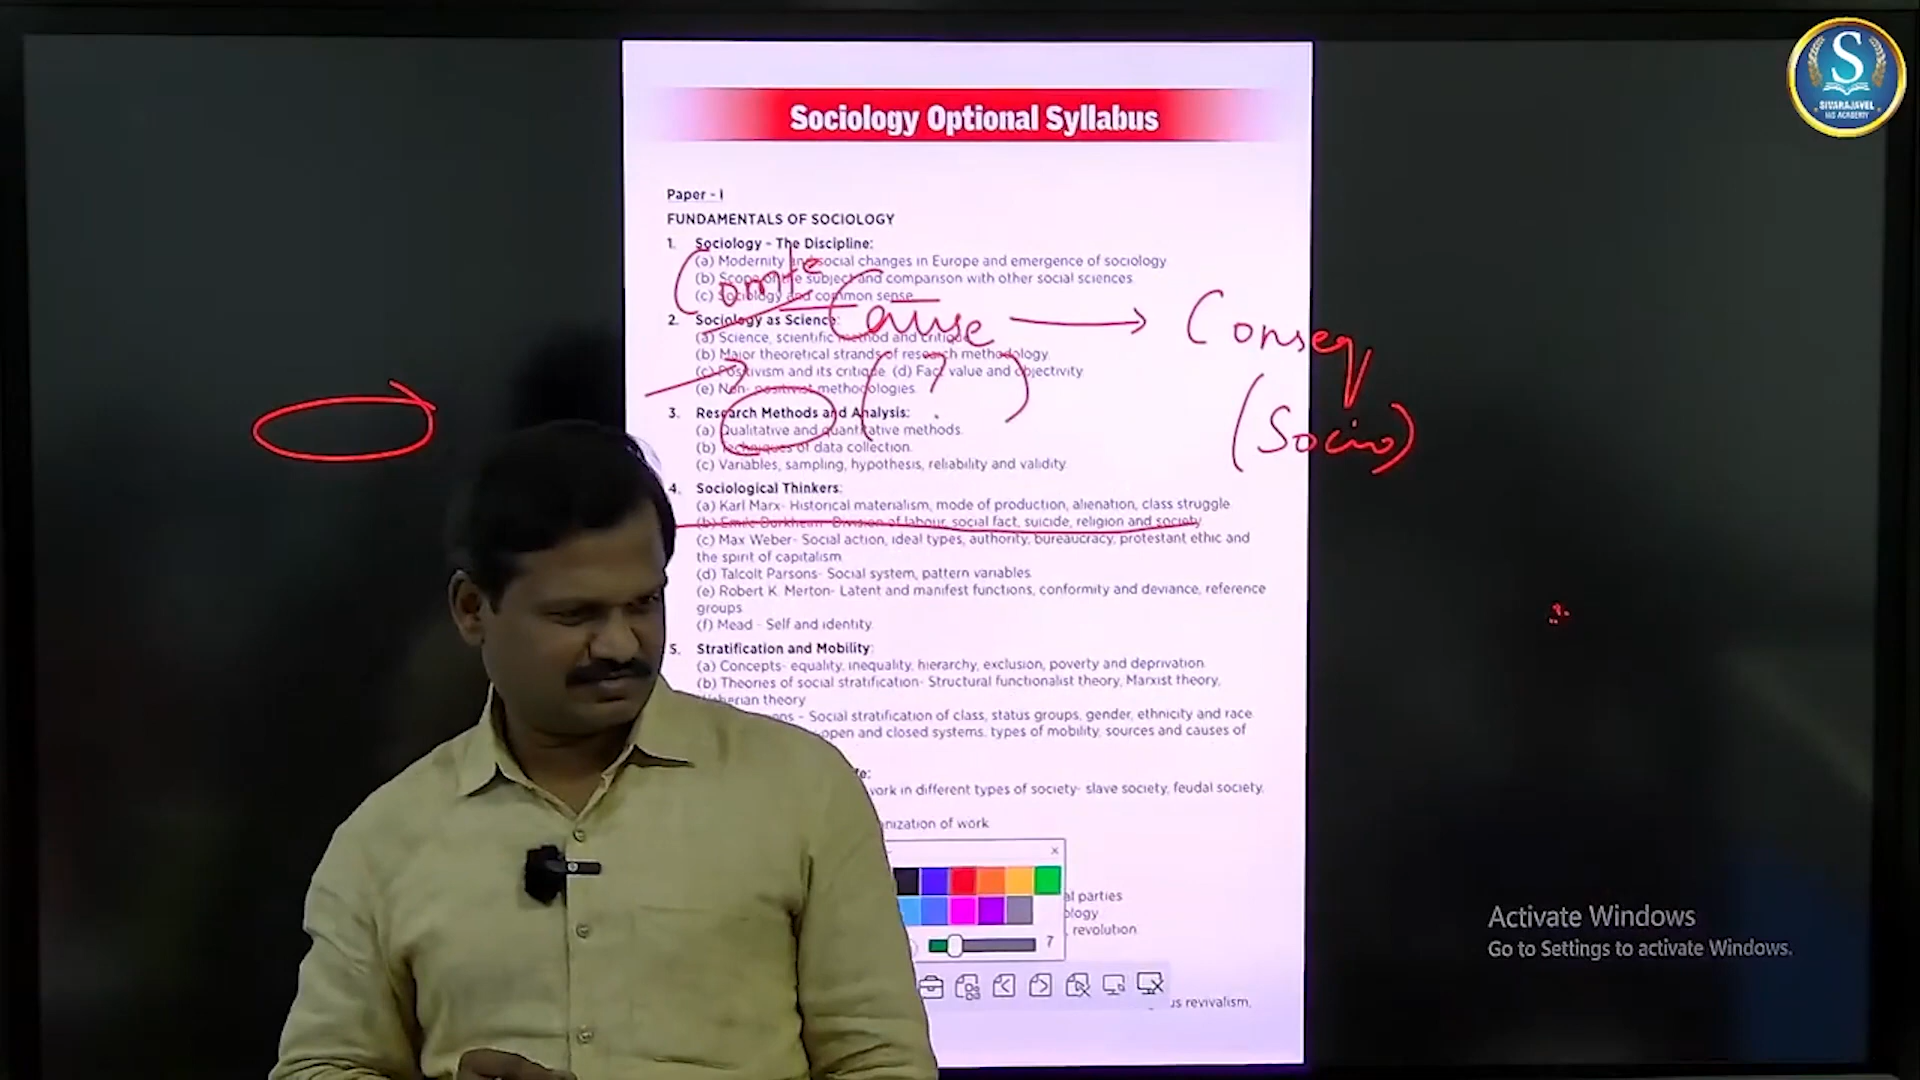 S
SIVARAJAVEL
IAS ACADEMY
Sociology Optional Syllabus
Paper - I
FUNDAMENTALS OF SOCIOLOGY
1. Sociology - The Discipline:
(a) Modernity and social changes in Europe and emergence of sociology
(b) Scope of the subject and comparison with other social sciences
(c) Sociology and common sense
Comte
Cause → Conseq
(?)
(Socio)
2. Sociology as Science:
(a) Science, scientific method and critique
(b) Major theoretical strands of research methodology
(c) Positivism and its critique (d) Fact value and objectivity
(e) Non- positivist methodologies.
3. Research Methods and Analysis:
(a) Qualitative and quantitative methods.
(b) Techniques of data collection.
(c) Variables, sampling, hypothesis, reliability and validity
4. Sociological Thinkers:
(a) Karl Marx- Historical materialism, mode of production, alienation, class struggle
(b) Emile Durkheim- Division of labour, social fact, suicide, religion and society
(c) Max Weber- Social action, ideal types, authority, bureaucracy, protestant ethic and
the spirit of capitalism
(d) Talcolt Parsons- Social system, pattern variables.
(e) Robert K. Merton- Latent and manifest functions, conformity and deviance, reference
groups
(f) Mead - Self and identity.
5. Stratification and Mobility:
(a) Concepts- equality, inequality, hierarchy, exclusion, poverty and deprivation.
(b) Theories of social stratification- Structural functionalist theory, Marxist theory,
theory
– Social stratification of class, status groups, gender, ethnicity and race
open and closed systems, types of mobility, sources and causes of
work in different types of society- slave society, feudal society,
of work
7
parties
revolution
revivalism.
Activate Windows
Go to Settings to activate Windows.